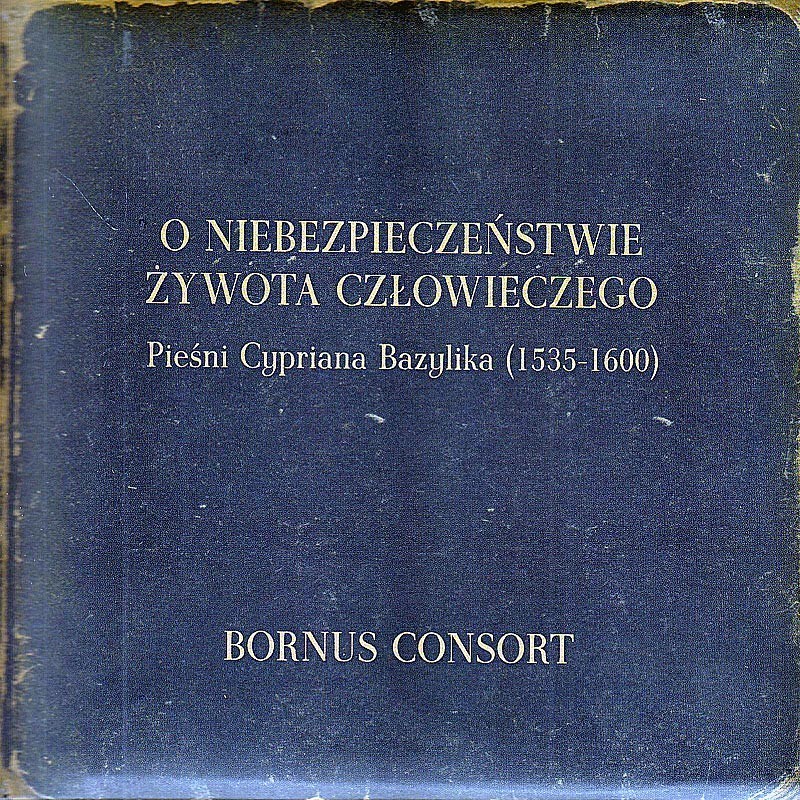 O NIEBEZPIECZEŃSTWIE
ŻYWOTA CZŁOWIECZEGO
Pieśni Cypriana Bazylika (1535-1600)
BORNUS CONSORT